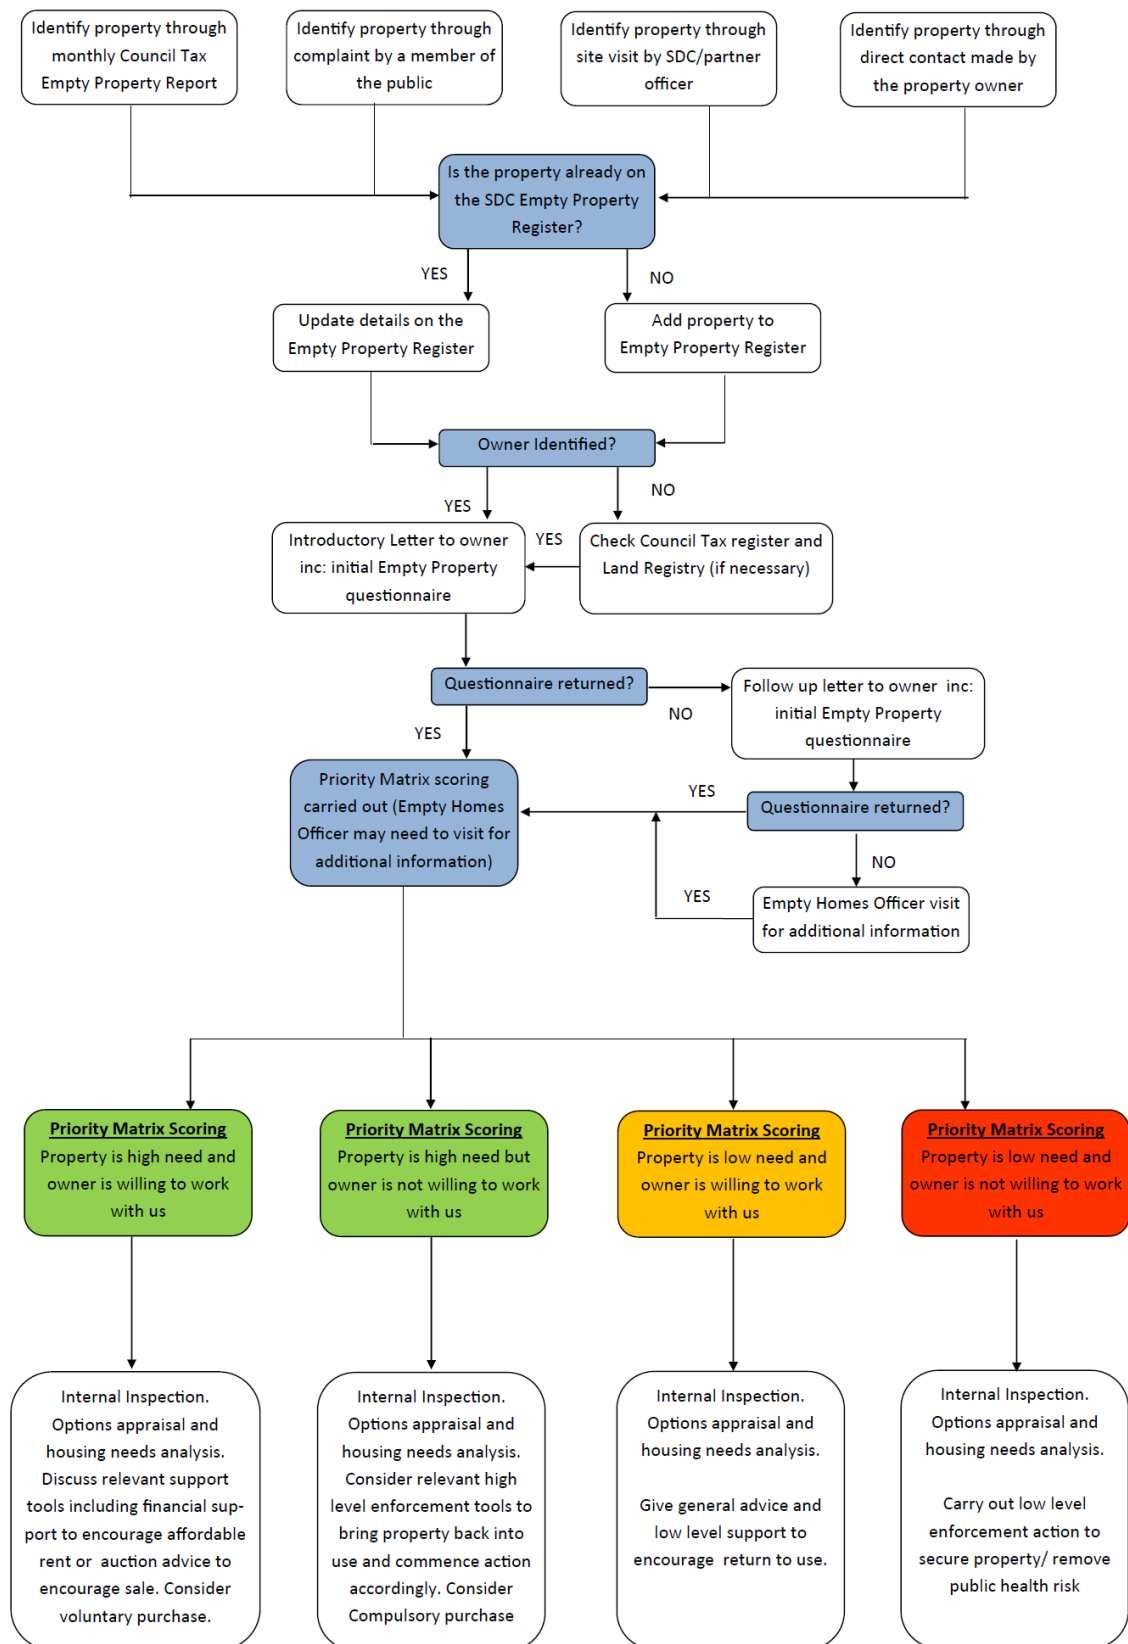 Identify property through
monthly Council Tax
Empty Property Report
Identify property through
complaint by a member of
the public
Identify property through
site visit by SDC/partner
officer
Identify property through
direct contact made by
the property owner
Is the property already on
the SDC Empty Property
Register?
YES
NO
Update details on the
Empty Property Register
Add property to
Empty Property Register
Owner Identified?
YES
NO
Introductory Letter to owner
inc: initial Empty Property
questionnaire
YES
Check Council Tax register and
Land Registry (if necessary)
Questionnaire returned?
NO
YES
Follow up letter to owner inc:
initial Empty Property
questionnaire
Priority Matrix scoring
carried out (Empty Homes
Officer may need to visit for
additional information)
YES
Questionnaire returned?
NO
YES
Empty Homes Officer visit
for additional information
Priority Matrix Scoring
Property is high need and
owner is willing to work
with us
Priority Matrix Scoring
Property is high need but
owner is not willing to work
with us
Priority Matrix Scoring
Property is low need and
owner is willing to work
with us
Priority Matrix Scoring
Property is low need and
owner is not willing to work
with us
Internal Inspection.
Options appraisal and
housing needs analysis.
Discuss relevant support
tools including financial sup-
port to encourage affordable
rent or auction advice to
encourage sale. Consider
voluntary purchase.
Internal Inspection.
Options appraisal and
housing needs analysis.
Consider relevant high
level enforcement tools to
bring property back into
use and commence action
accordingly. Consider
Compulsory purchase
Internal Inspection.
Options appraisal and
housing needs analysis.
Give general advice and
low level support to
encourage return to use.
Internal Inspection.
Options appraisal and
housing needs analysis.
Carry out low level
enforcement action to
secure property/ remove
public health risk